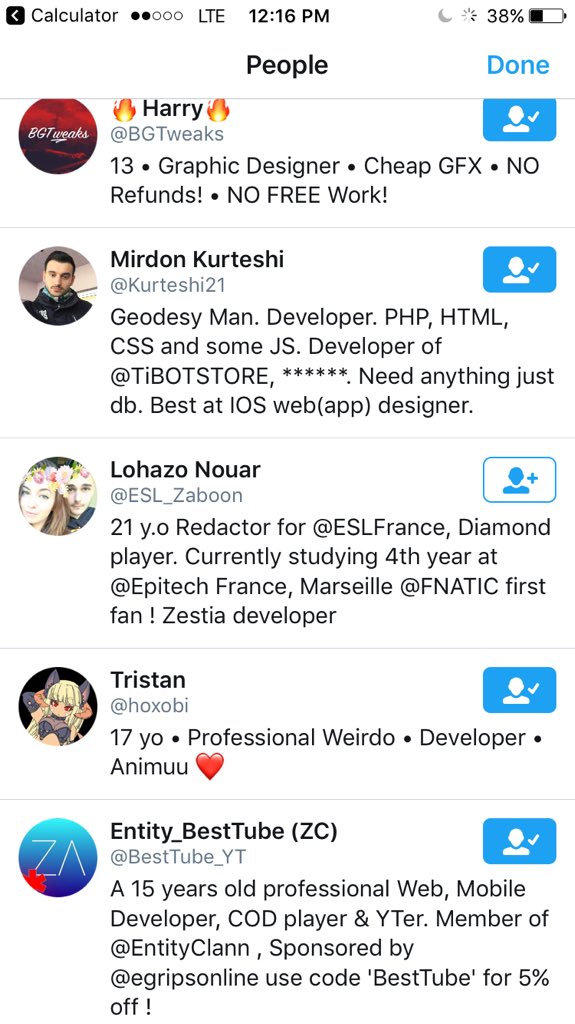 Calculator LTE 12:16 PM 38%
People Done
🔥 Harry🔥
@BGTweaks
13 • Graphic Designer • Cheap GFX • NO
Refunds! • NO FREE Work!
BGTweaks
Mirdon Kurteshi
@Kurteshi21
Geodesy Man. Developer. PHP, HTML,
CSS and some JS. Developer of
@TiBOTSTORE, ******. Need anything just
db. Best at IOS web(app) designer.
Lohazo Nouar
@ESL_Zaboon
21 y.o Redactor for @ESLFrance, Diamond
player. Currently studying 4th year at
@Epitech France, Marseille @FNATIC first
fan ! Zestia developer
Tristan
@hoxobi
17 yo • Professional Weirdo • Developer •
Animuu ❤️
ZA
Entity_BestTube (ZC)
@BestTube_YT
A 15 years old professional Web, Mobile
Developer, COD player & YTer. Member of
@EntityClann , Sponsored by
@egripsonline use code 'BestTube' for 5%
off !